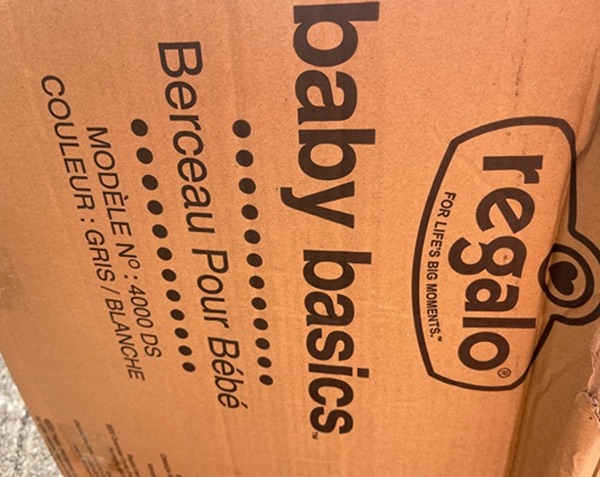 regalo®
FOR LIFE'S BIG MOMENTS.™
baby basics™
Berceau Pour Bébé
MODÈLE Nº : 4000 DS
COULEUR : GRIS / BLANCHE